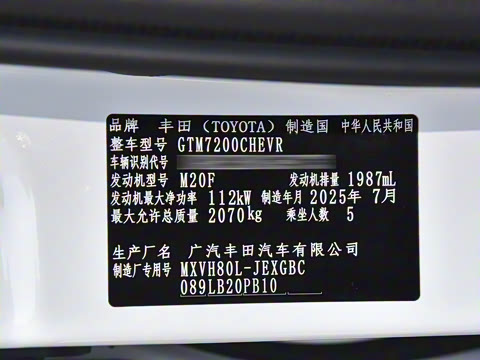 品牌 丰田（TOYOTA） 制造国 中华人民共和国
整车型号 GTM7200CHEVR
车辆识别代号
发动机型号 M20F 发动机排量 1987mL
发动机最大净功率 112kW 制造年月 2025年 7月
最大允许总质量 2070kg 乘坐人数 5
生产厂名 广汽丰田汽车有限公司
制造厂专用号 MXVH80L-JEXGBC
089LB20PB10